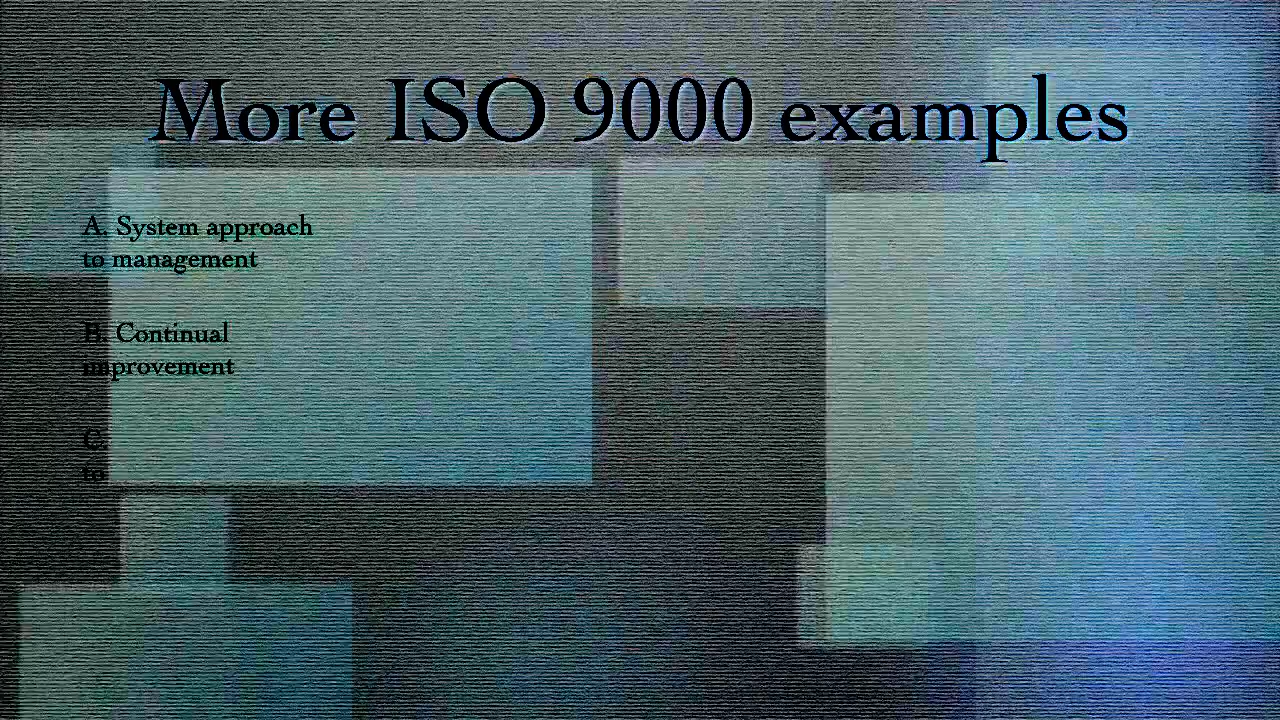 More ISO 9000 examples
A. System approach
to management
B. Continual
improvement
C.
to